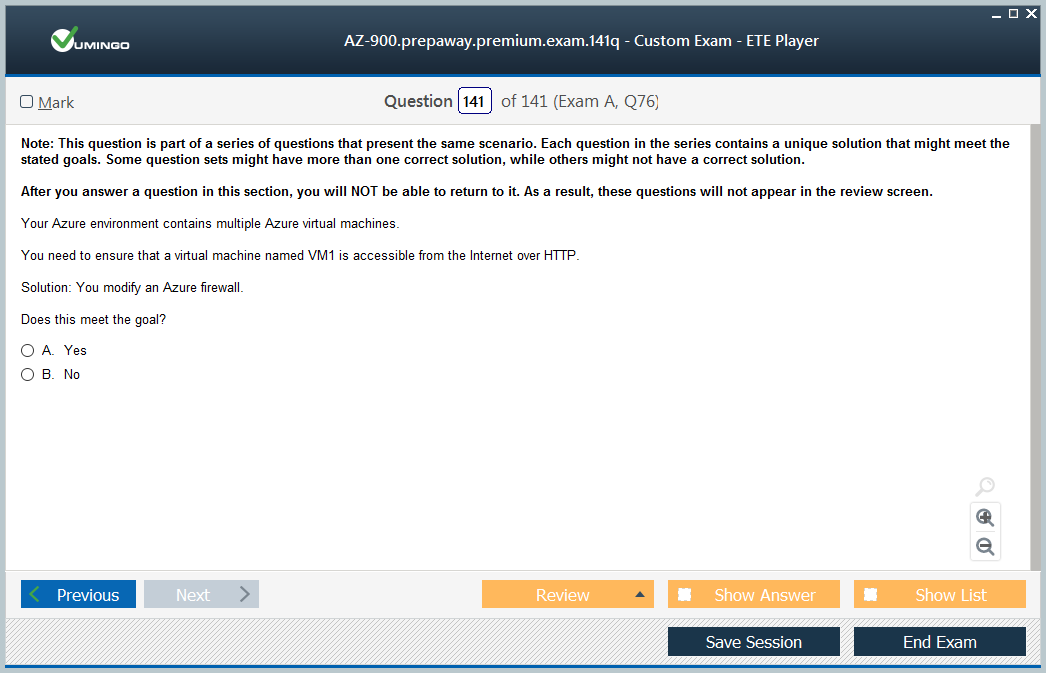 VUMINGO
AZ-900.prepaway.premium.exam.141q - Custom Exam - ETE Player
Mark
Question 141 of 141 (Exam A, Q76)
Note: This question is part of a series of questions that present the same scenario. Each question in the series contains a unique solution that might meet the
stated goals. Some question sets might have more than one correct solution, while others might not have a correct solution.
After you answer a question in this section, you will NOT be able to return to it. As a result, these questions will not appear in the review screen.
Your Azure environment contains multiple Azure virtual machines.
You need to ensure that a virtual machine named VM1 is accessible from the Internet over HTTP.
Solution: You modify an Azure firewall.
Does this meet the goal?
A. Yes
B. No
Previous Next Review Show Answer Show List
Save Session End Exam